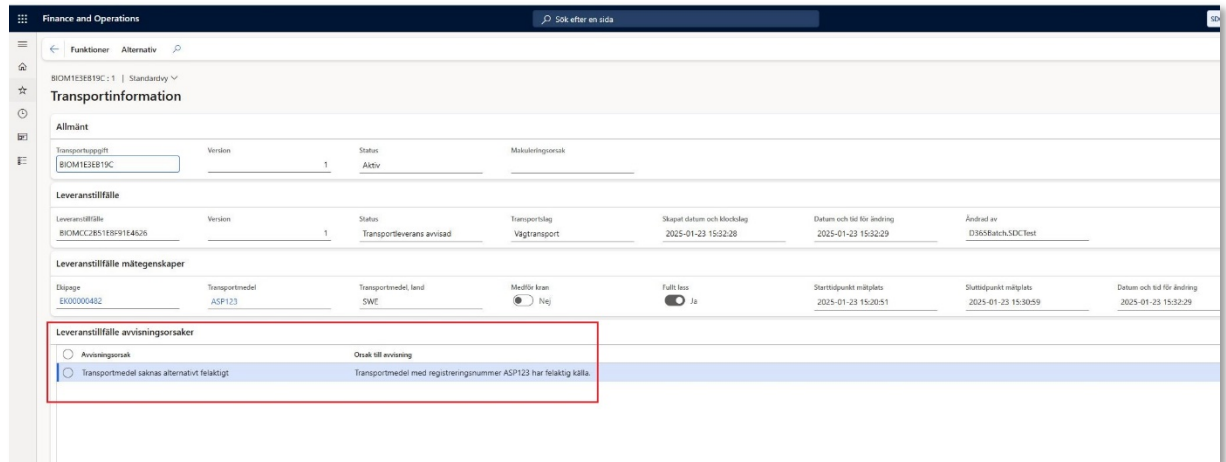 Finance and Operations
Sök efter en sida
Funktioner Alternativ
BIOM1E3EB19C : 1 | Standardvy
Transportinformation
Allmänt
Transportuppgift Version Status Makuleringsorsak
BIOM1E3EB19C 1 Aktiv
Leveranstillfälle
Leveranstillfälle Version Status Transportslag Skapat datum och klockslag Datum och tid för ändring Ändrad av
BIOMCC2B51E8F91E4626 1 Transportleverans avvisad Vägtransport 2025-01-23 15:32:28 2025-01-23 15:32:29 D365Batch.SDCTest
Leveranstillfälle mätegenskaper
Ekipage Transportmedel Transportmedel, land Medför kran Fullt lass Starttidpunkt mätplats Sluttidpunkt mätplats Datum och tid för ändring
EK00000482 ASP123 SWE Nej Ja 2025-01-23 15:20:51 2025-01-23 15:30:59 2025-01-23 15:32:29
Leveranstillfälle avvisningsorsaker
Avvisningsorsak Orsak till avvisning
Transportmedel saknas alternativt felaktigt Transportmedel med registreringsnummer ASP123 har felaktig källa.